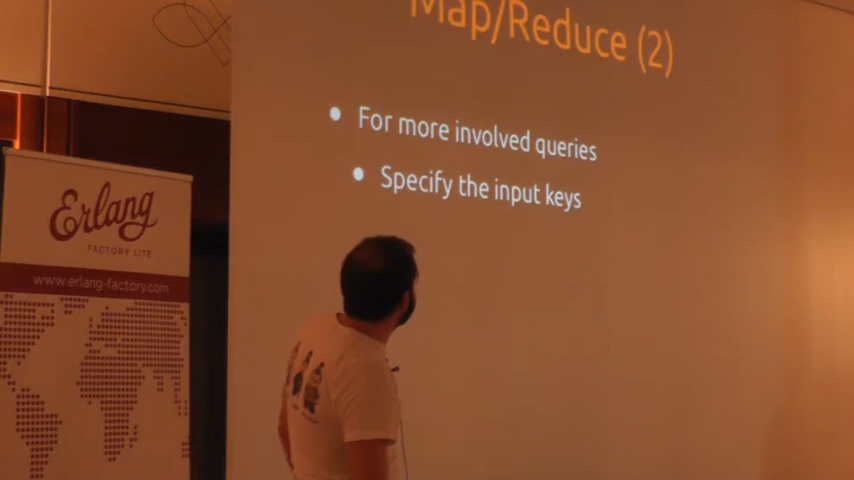 Map/Reduce (2)
• For more involved queries
• Specify the input keys
Erlang
FACTORY LITE
www.erlang-factory.com